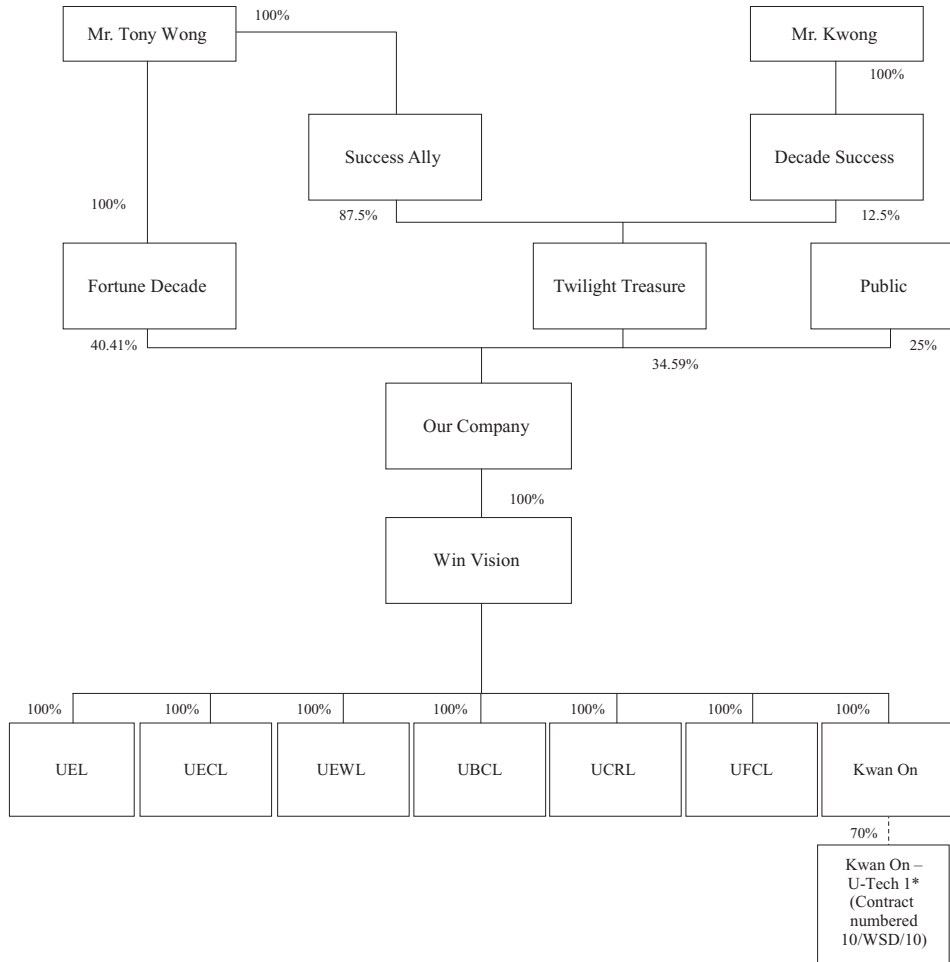 100%
Mr. Tony Wong
Mr. Kwong
100%
Success Ally
Decade Success
100%
87.5%
12.5%
Fortune Decade
Twilight Treasure
Public
40.41%
34.59%
25%
Our Company
100%
Win Vision
100%
100%
100%
100%
100%
100%
100%
UEL
UECL
UEWL
UBCL
UCRL
UFCL
Kwan On
70%
Kwan On –
U-Tech 1*
(Contract
numbered
10/WSD/10)